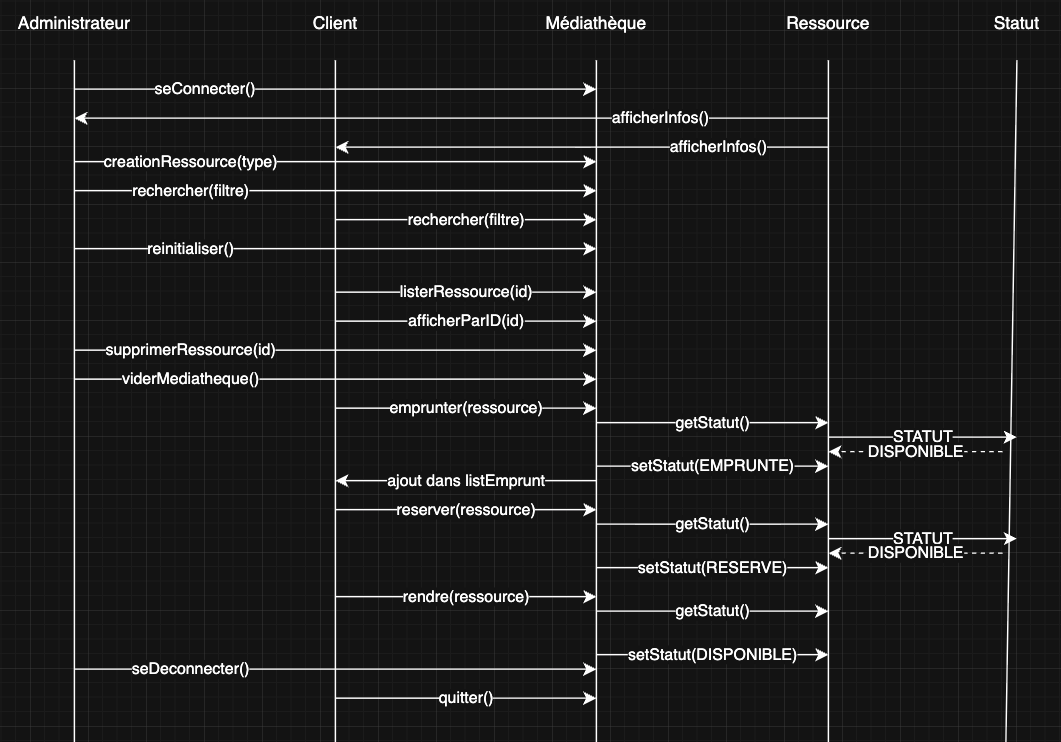 Administrateur
Client
Médiathèque
Ressource
Statut
seConnecter()
afficherInfos()
afficherInfos()
creationRessource(type)
rechercher(filtre)
rechercher(filtre)
reinitialiser()
listerRessource(id)
afficherParID(id)
supprimerRessource(id)
viderMediatheque()
emprunter(ressource)
getStatut()
STATUT
DISPONIBLE
setStatut(EMPRUNTE)
ajout dans listEmprunt
reserver(ressource)
getStatut()
STATUT
DISPONIBLE
setStatut(RESERVE)
rendre(ressource)
getStatut()
setStatut(DISPONIBLE)
seDeconnecter()
quitter()